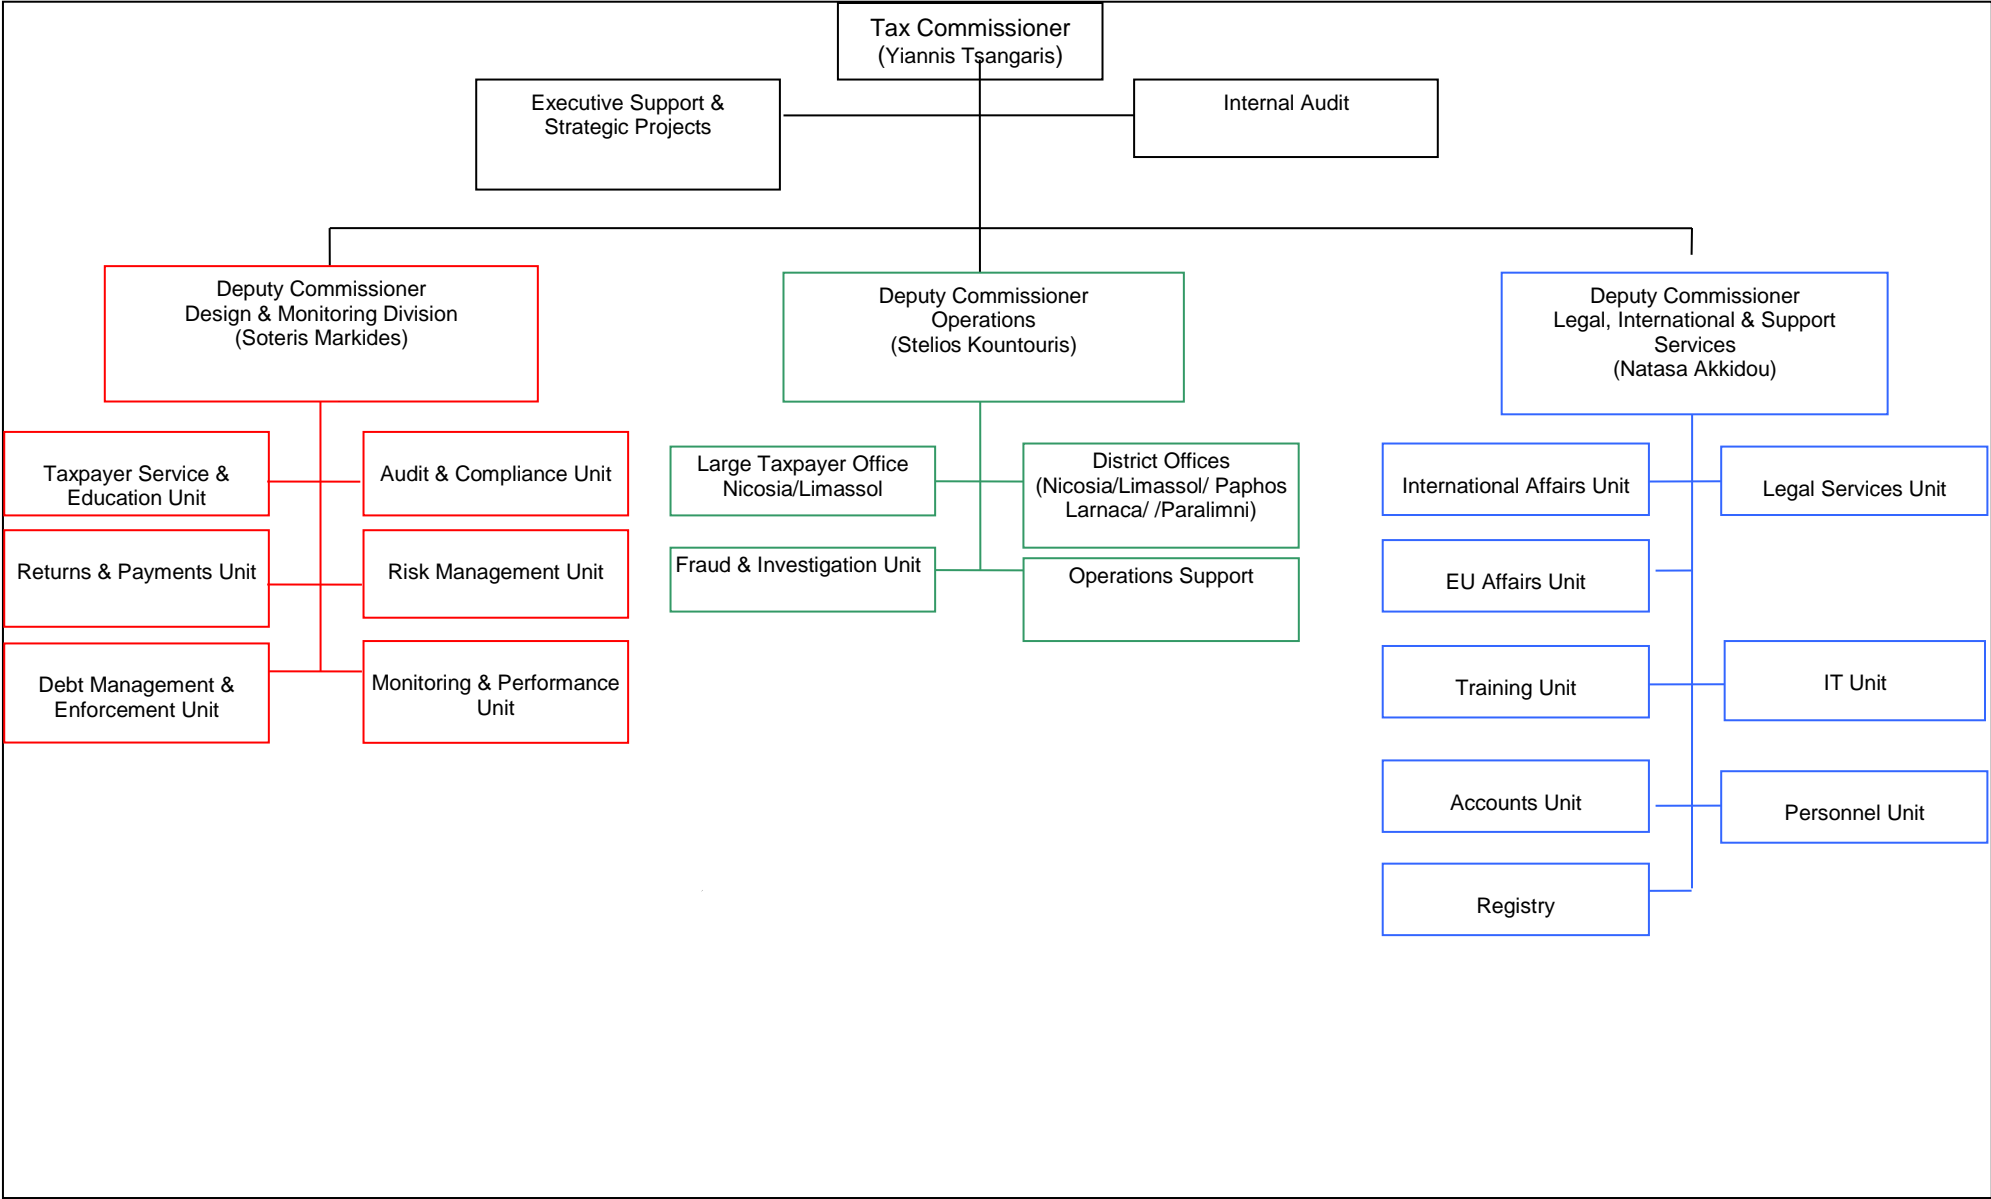 Tax Commissioner
(Yiannis Tsangaris)
Executive Support &
Strategic Projects
Internal Audit
Deputy Commissioner
Design & Monitoring Division
(Soteris Markides)
Deputy Commissioner
Operations
(Stelios Kountouris)
Deputy Commissioner
Legal, International & Support
Services
(Natasa Akkidou)
Taxpayer Service &
Education Unit
Audit & Compliance Unit
Returns & Payments Unit
Risk Management Unit
Debt Management &
Enforcement Unit
Monitoring & Performance
Unit
Large Taxpayer Office
Nicosia/Limassol
District Offices
(Nicosia/Limassol/ Paphos
Larnaca/ /Paralimni)
Fraud & Investigation Unit
Operations Support
International Affairs Unit
Legal Services Unit
EU Affairs Unit
Training Unit
IT Unit
Accounts Unit
Personnel Unit
Registry